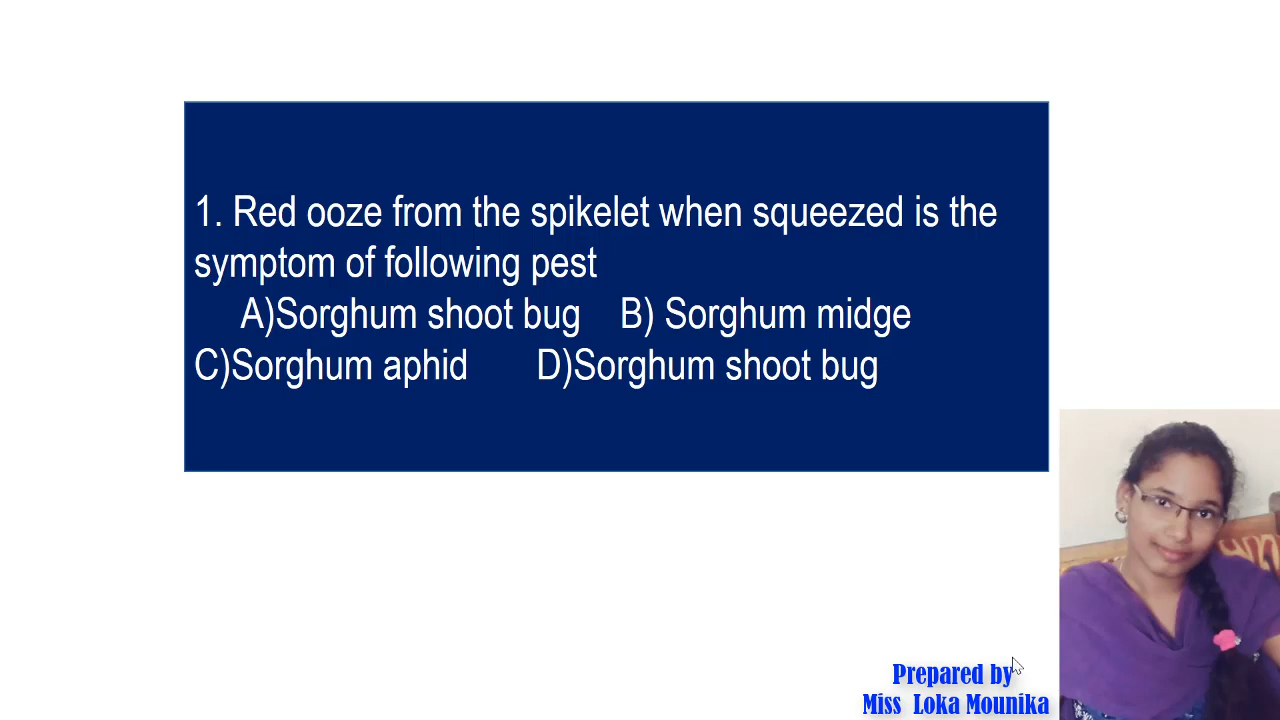 1. Red ooze from the spikelet when squeezed is the
symptom of following pest
A)Sorghum shoot bug B) Sorghum midge
C)Sorghum aphid D)Sorghum shoot bug
Prepared by
Miss Loka Mounika